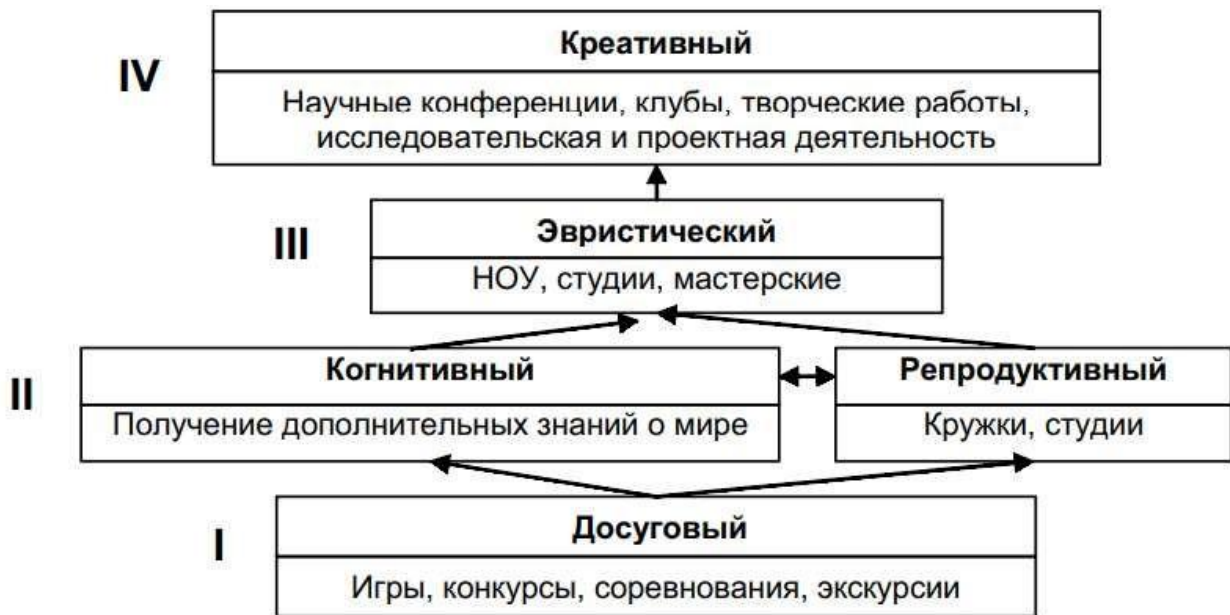 IV
Креативный
Научные конференции, клубы, творческие работы,
исследовательская и проектная деятельность
III
Эвристический
НОУ, студии, мастерские
II
Когнитивный
Получение дополнительных знаний о мире
Репродуктивный
Кружки, студии
I
Досуговый
Игры, конкурсы, соревнования, экскурсии